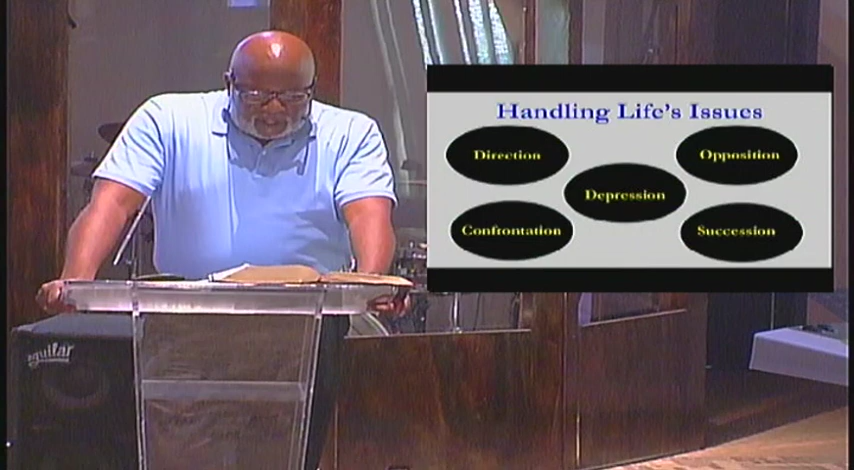 Handling Life's Issues
Direction
Opposition
Depression
Confrontation
Succession
aguilar